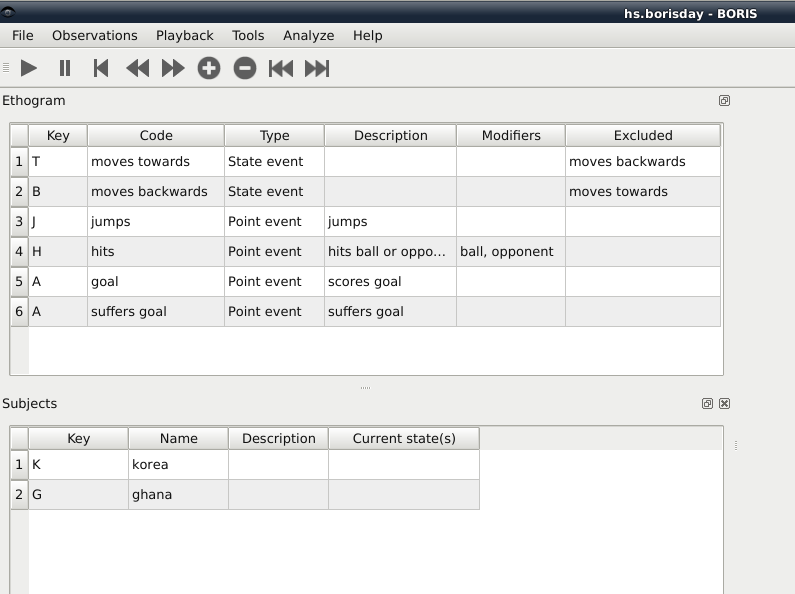 hs.borisday - BORIS
File Observations Playback Tools Analyze Help
Ethogram
Key Code Type Description Modifiers Excluded
1 T moves towards State event moves backwards
2 B moves backwards State event moves towards
3 J jumps Point event jumps
4 H hits Point event hits ball or oppo... ball, opponent
5 A goal Point event scores goal
6 A suffers goal Point event suffers goal
Subjects
Key Name Description Current state(s)
1 K korea
2 G ghana